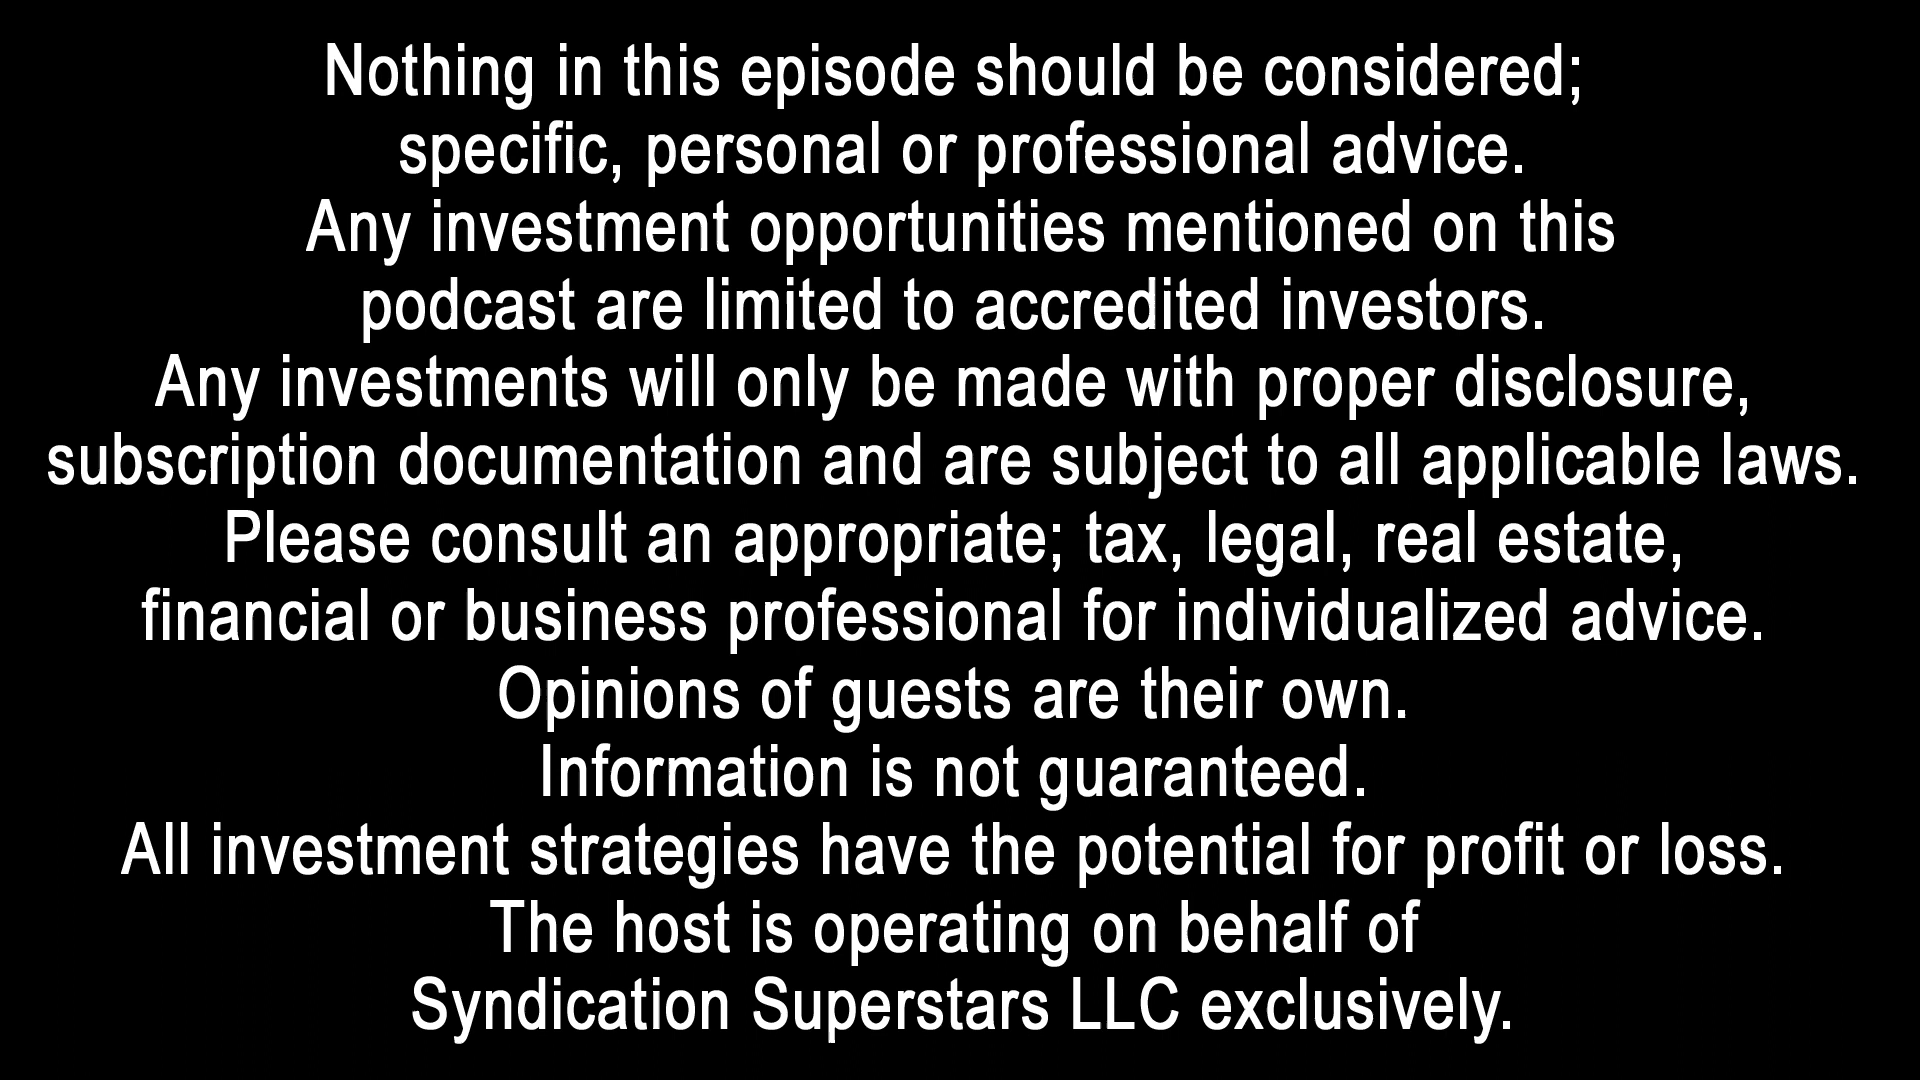 Nothing in this episode should be considered;
specific, personal or professional advice.
Any investment opportunities mentioned on this
podcast are limited to accredited investors.
Any investments will only be made with proper disclosure,
subscription documentation and are subject to all applicable laws.
Please consult an appropriate; tax, legal, real estate,
financial or business professional for individualized advice.
Opinions of guests are their own.
Information is not guaranteed.
All investment strategies have the potential for profit or loss.
The host is operating on behalf of
Syndication Superstars LLC exclusively.